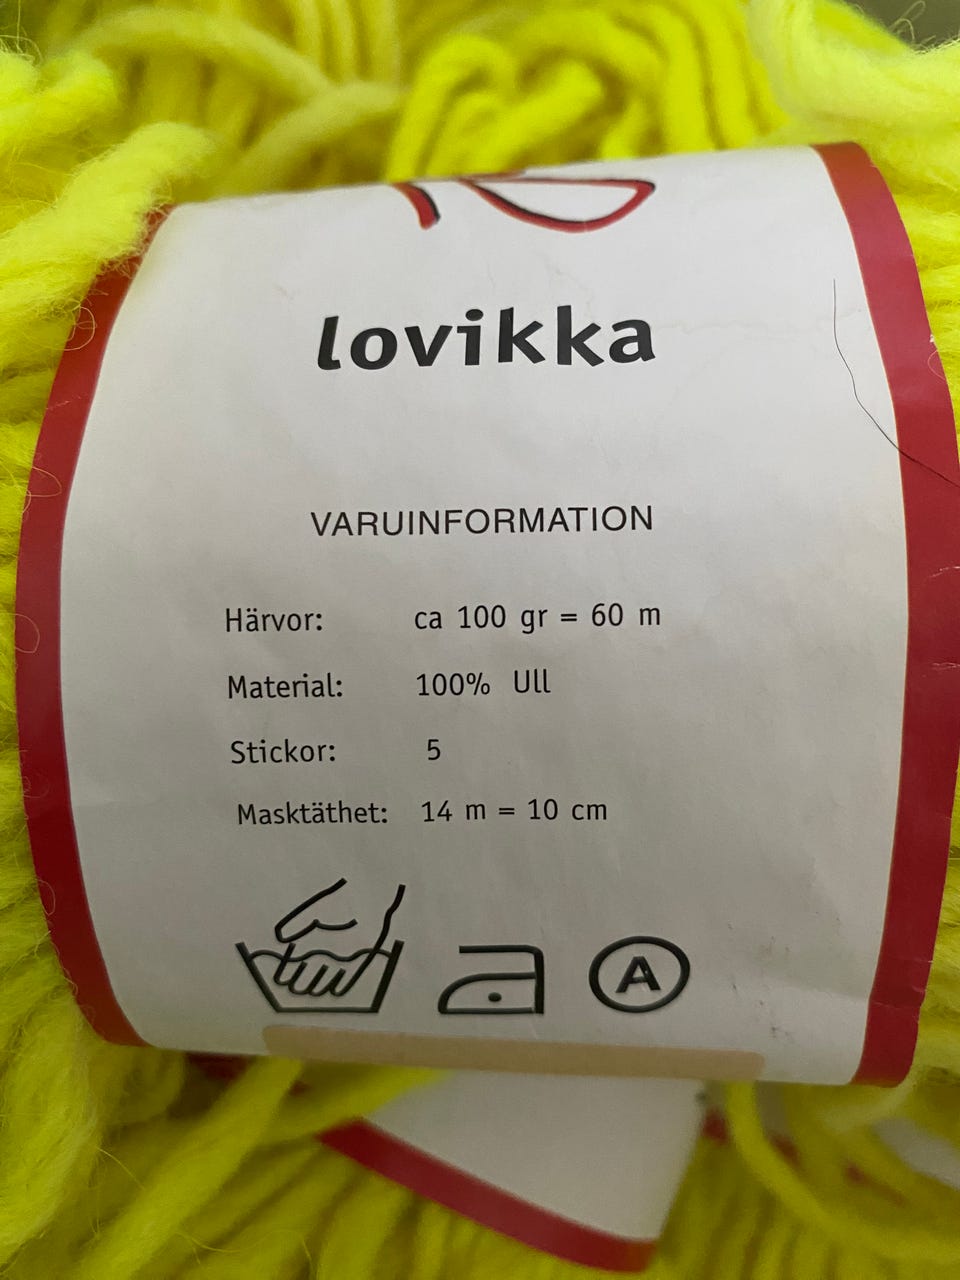 lovikka
VARUINFORMATION
Härvor: ca 100 gr = 60 m
Material: 100% Ull
Stickor: 5
Masktäthet: 14 m = 10 cm
A